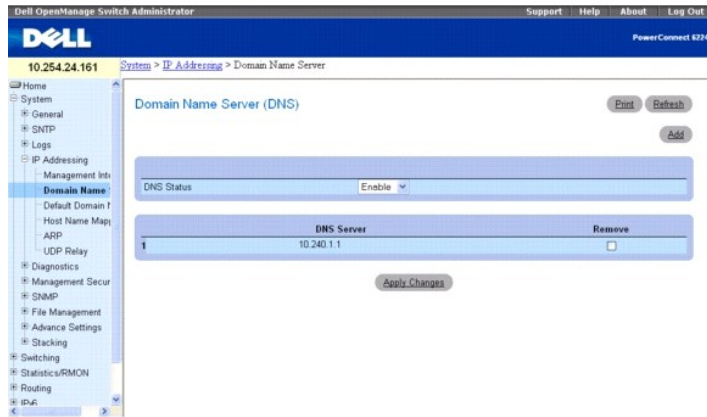 Dell OpenManage Switch Administrator
Support Help About Log Out
DELL
PowerConnect 6224
10.254.24.161
System > IP Addressing > Domain Name Server
Home
System
General
SNTP
Logs
IP Addressing
Management Inte
Domain Name
Default Domain
Host Name Mapp
ARP
UDP Relay
Diagnostics
Management Secur
SNMP
File Management
Advance Settings
Stacking
Switching
Statistics/RMON
Routing
IPv6
Domain Name Server (DNS)
Print Refresh
Add
DNS Status Enable
DNS Server Remove
1 10.240.1.1
Apply Changes